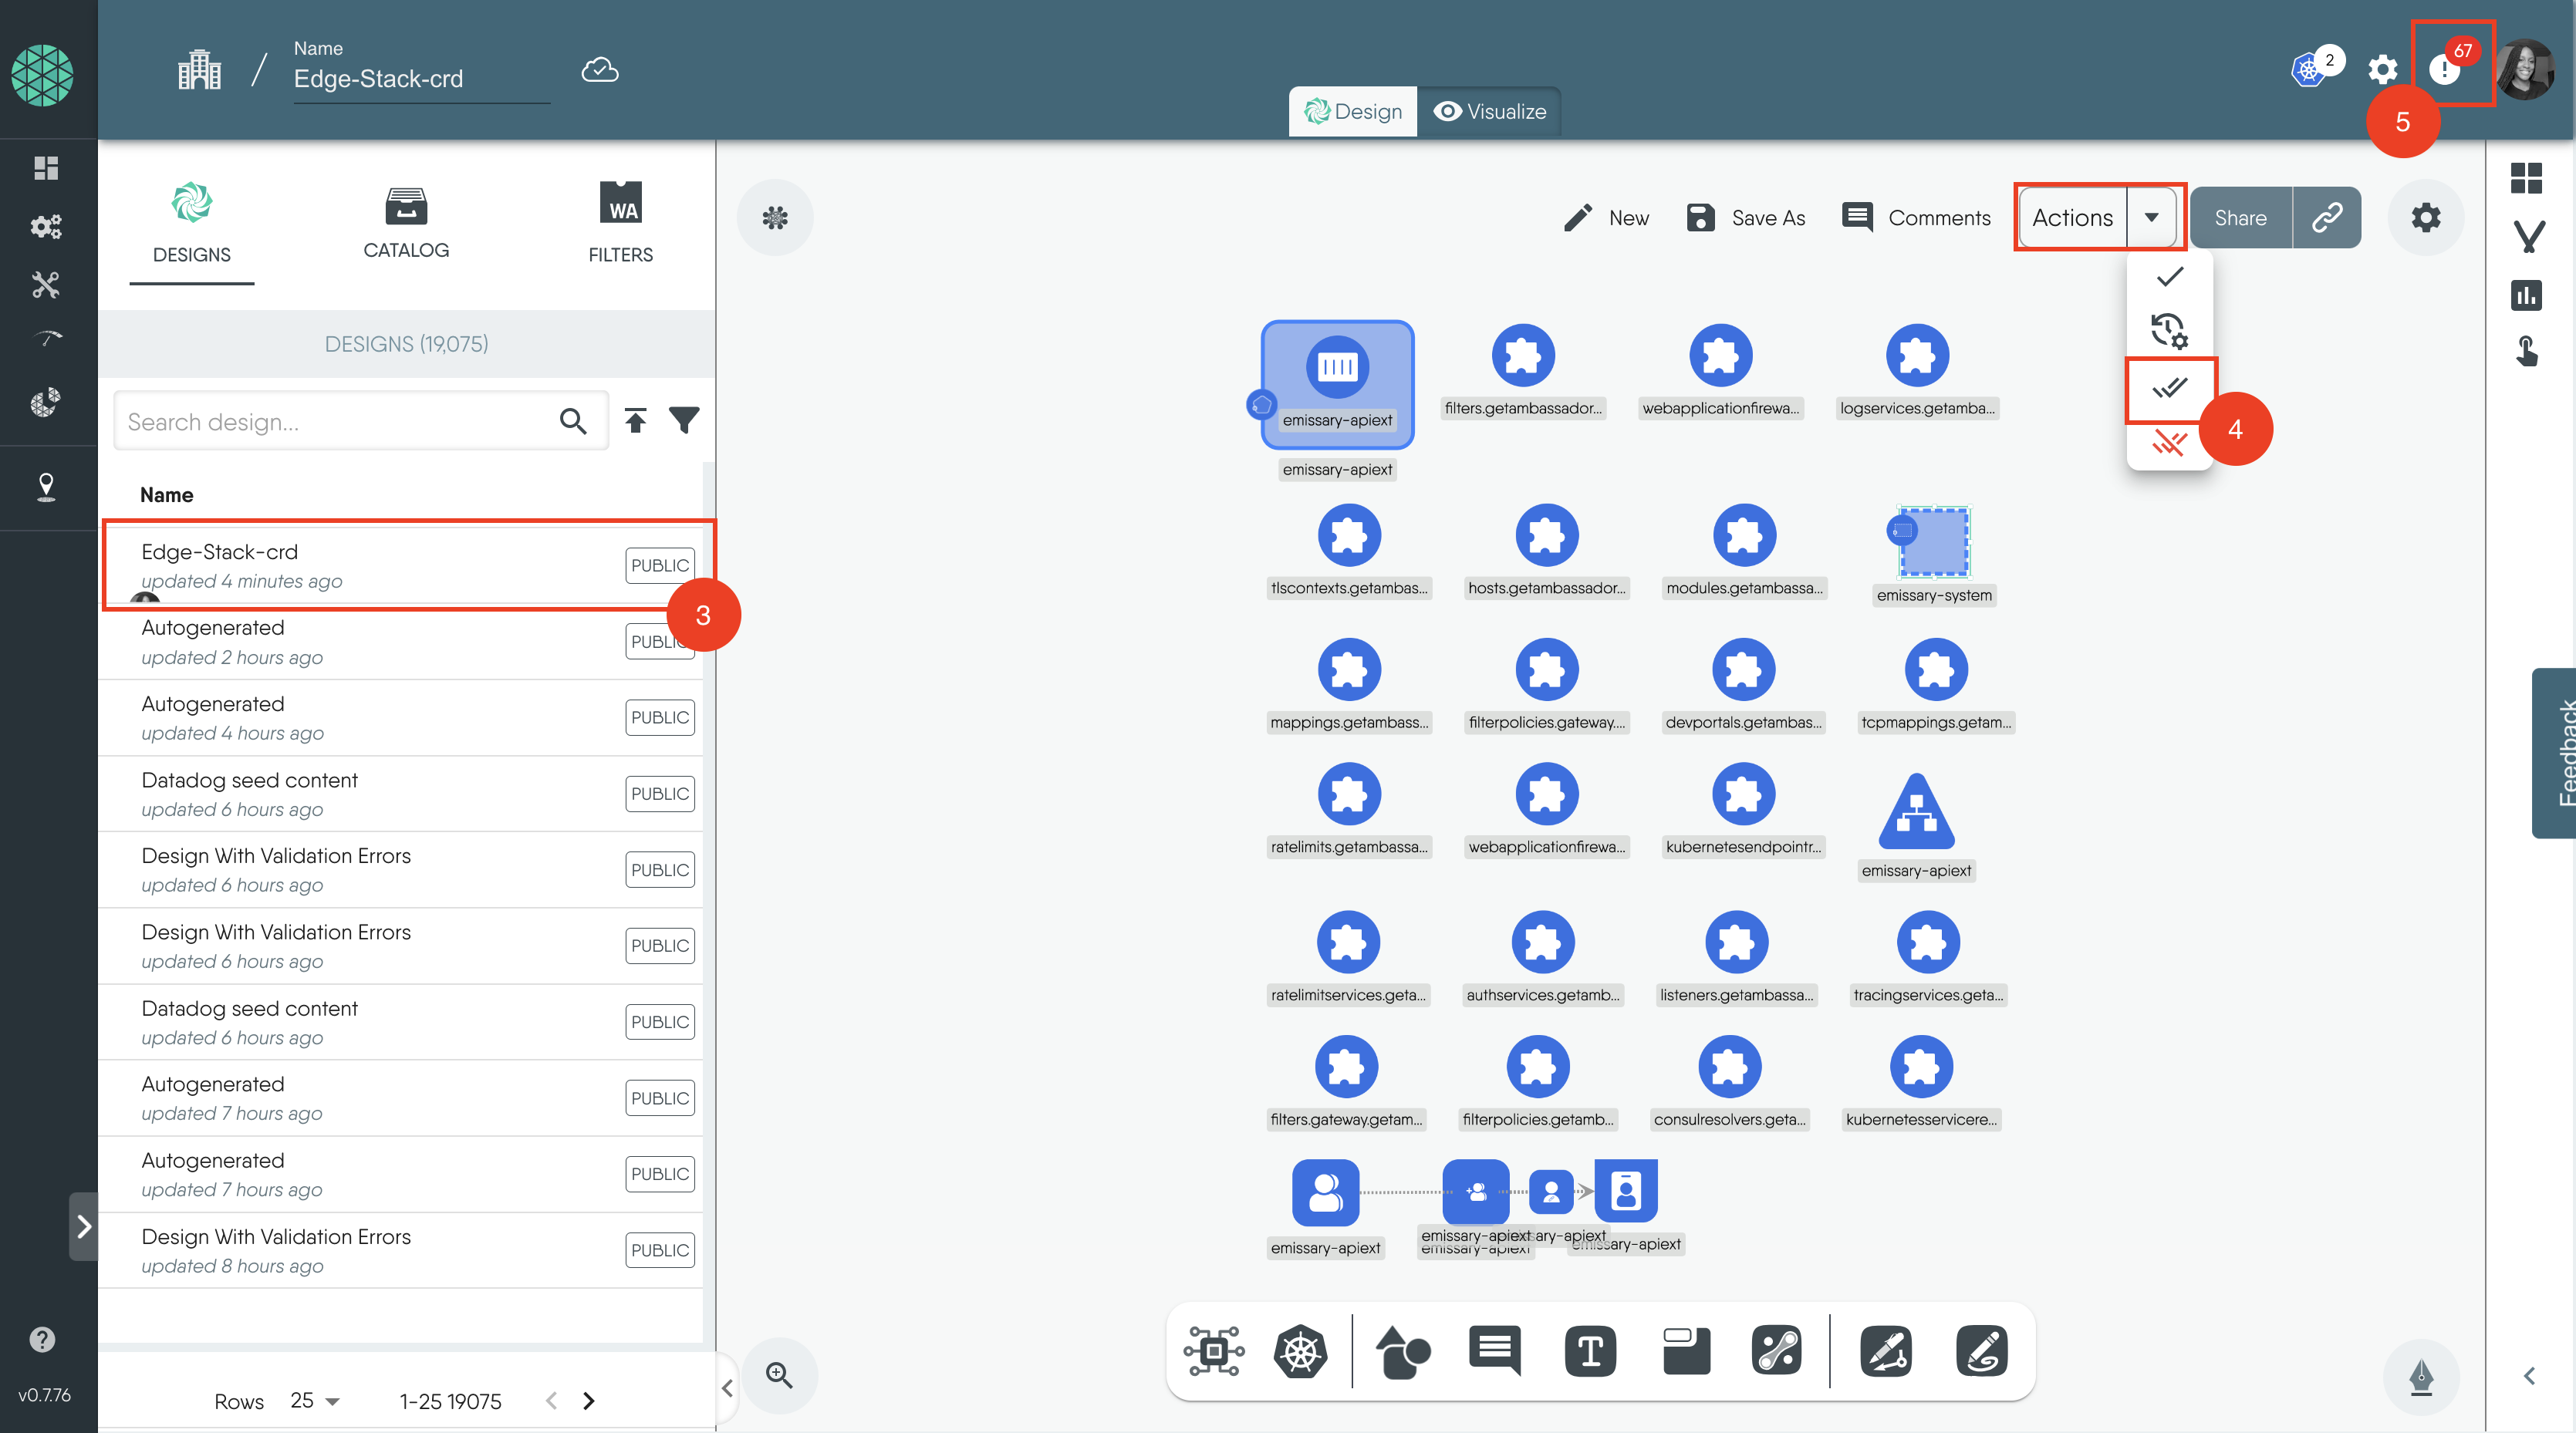 Name
Edge-Stack-crd
Design
Visualize
2
67
5
DESIGNS
CATALOG
WA
FILTERS
DESIGNS (19,075)
Search design...
Name
Edge-Stack-crd
updated 4 minutes ago
PUBLIC
3
Autogenerated
updated 2 hours ago
PUBLIC
Autogenerated
updated 4 hours ago
PUBLIC
Datadog seed content
updated 6 hours ago
PUBLIC
Design With Validation Errors
updated 6 hours ago
PUBLIC
Design With Validation Errors
updated 6 hours ago
PUBLIC
Datadog seed content
updated 6 hours ago
PUBLIC
Autogenerated
updated 7 hours ago
PUBLIC
Autogenerated
updated 7 hours ago
PUBLIC
Design With Validation Errors
updated 8 hours ago
PUBLIC
Rows 25 1-25 19075
v0.7.76
New
Save As
Comments
Actions
Share
4
emissary-apiext
emissary-apiext
filters.getambassador...
webapplicationfirewa...
logservices.getamba...
tlscontexts.getambas...
hosts.getambassador...
modules.getambassa...
emissary-system
mappings.getambass...
filterpolicies.gateway....
devportals.getambas...
tcpmappings.getam...
ratelimits.getambassa...
webapplicationfirewa...
kubernetesendpointr...
emissary-apiext
ratelimitservices.geta...
authservices.getamb...
listeners.getambassa...
tracingservices.geta...
filters.gateway.getam...
filterpolicies.getamb...
consulresolvers.geta...
kubernetesservicere...
emissary-apiext
emissary-apiext
emissary-apiext
ary-apiext
emissary-apiext
T
Feedback